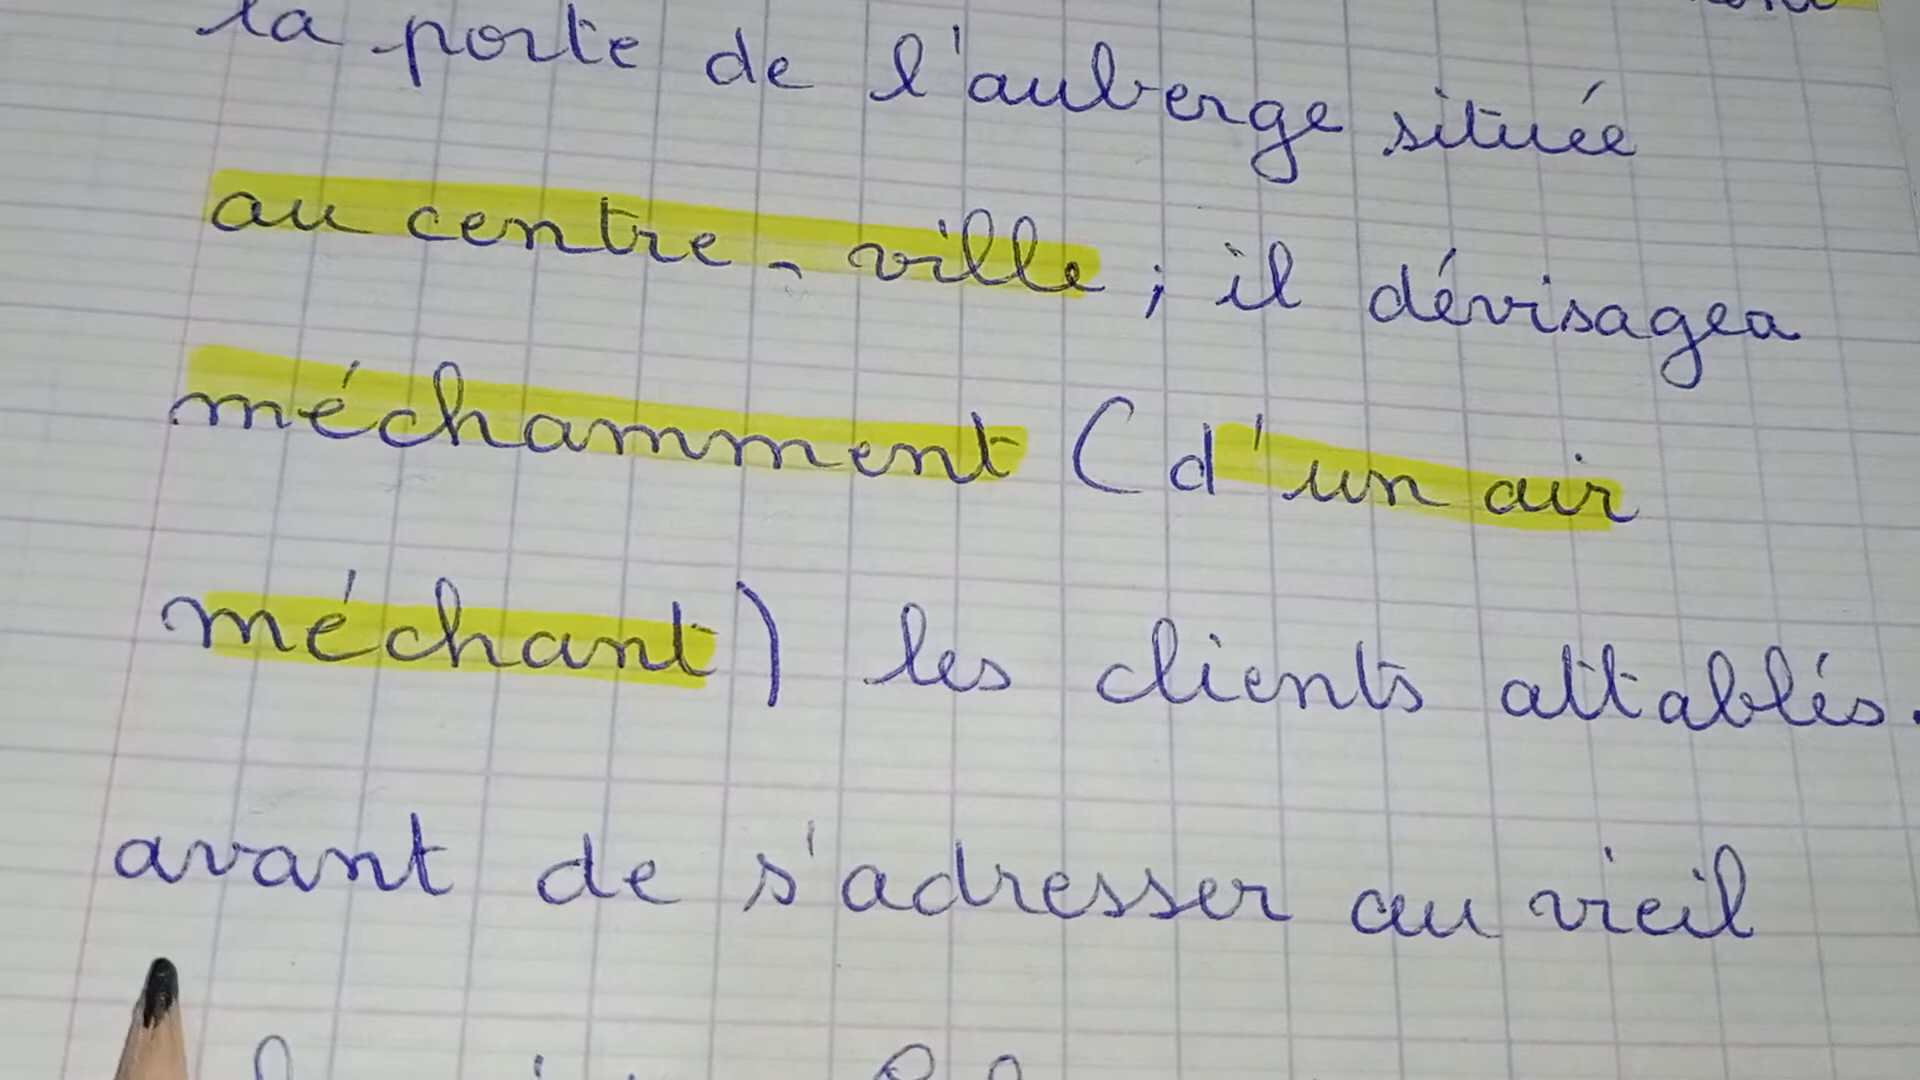 la porte de l'auberge située
au centre-ville ; il dévisagea
méchamment (d'un air
méchant) les clients attablés.
avant de s'adresser au vieil